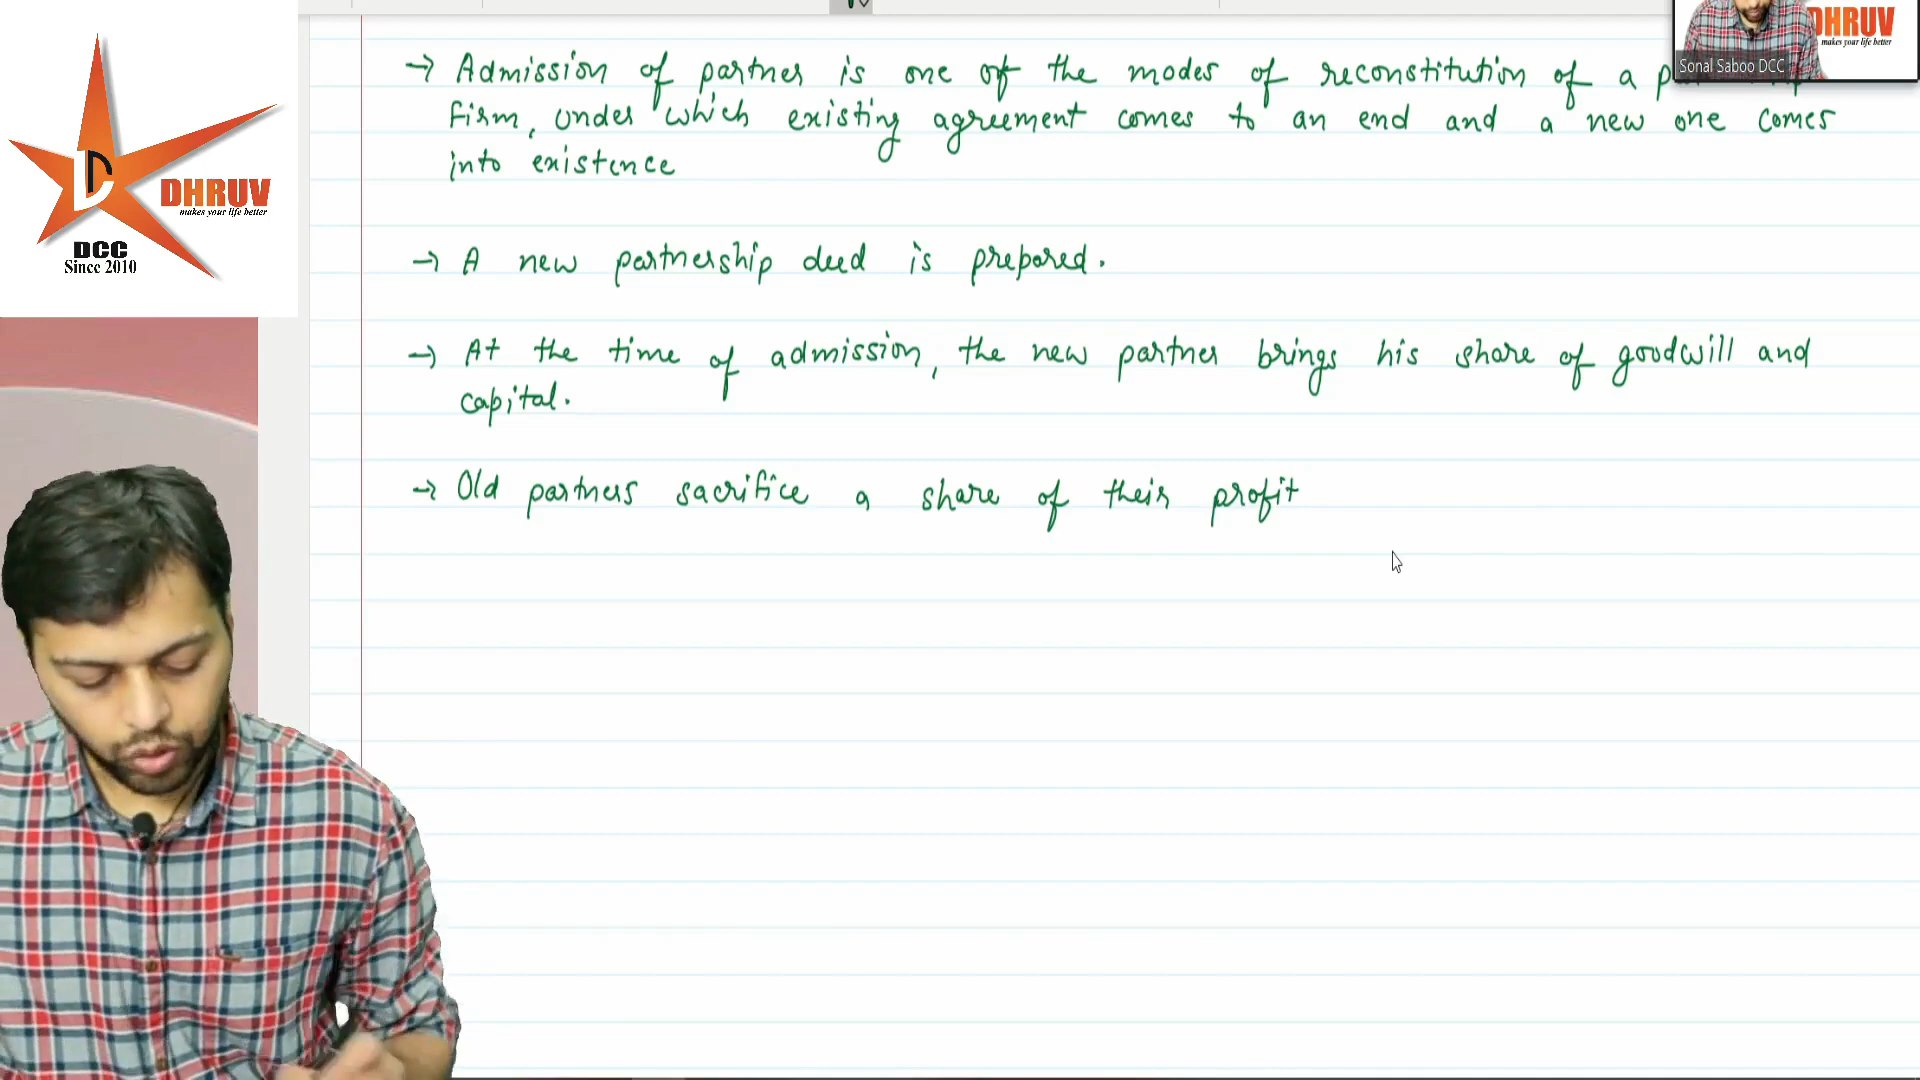 → Admission of partner is one of the modes of reconstitution of a
firm, under which existing agreement comes to an end and a new one comes
into existence
→ A new partnership deed is prepared.
→ At the time of admission, the new partner brings his share of goodwill and
capital.
→ Old partners sacrifice a share of their profit
DC
DHRUV
makes your life better
DCC
Since 2010
DHRUV
makes your life better
Sonal Saboo DCC